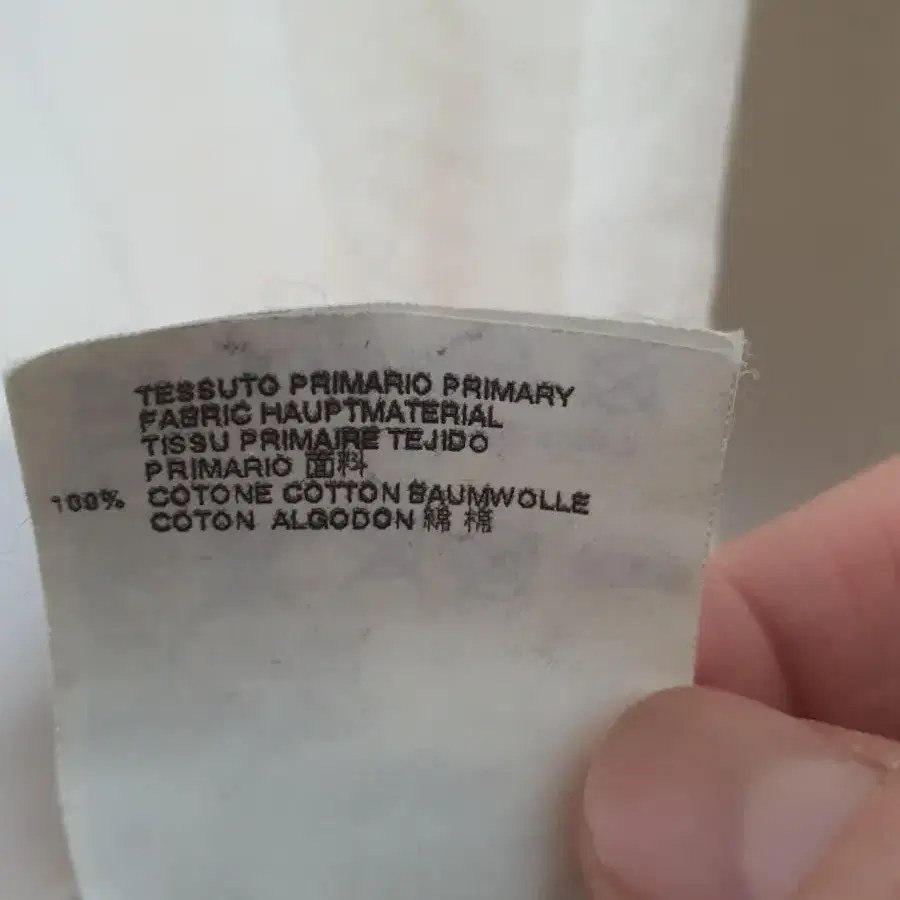 TESSUTO PRIMARIO PRIMARY
FABRIC HAUPTMATERIAL
TISSU PRIMAIRE TEJIDO
PRIMARIO 面料
100% COTONE COTTON BAUMWOLLE
COTON ALGODON 綿 棉